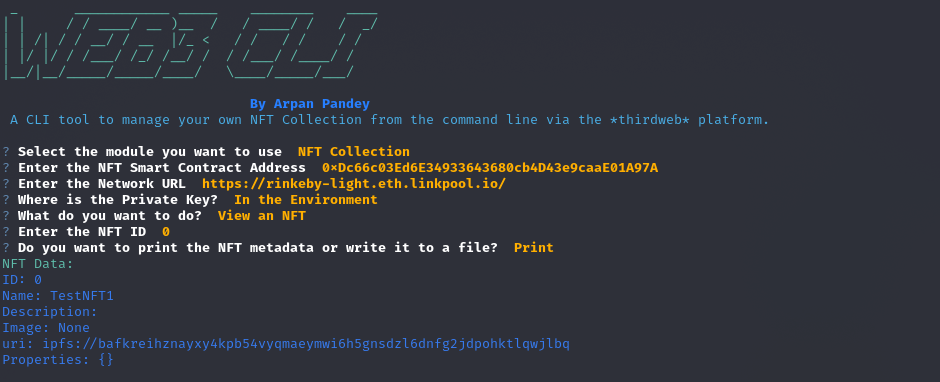 WEB3 CLI
By Arpan Pandey
A CLI tool to manage your own NFT Collection from the command line via the *thirdweb* platform.
? Select the module you want to use  NFT Collection
? Enter the NFT Smart Contract Address  0×Dc66c03Ed6E34933643680cb4D43e9caaE01A97A
? Enter the Network URL  https://rinkeby-light.eth.linkpool.io/
? Where is the Private Key?  In the Environment
? What do you want to do?  View an NFT
? Enter the NFT ID  0
? Do you want to print the NFT metadata or write it to a file?  Print
NFT Data:
ID: 0
Name: TestNFT1
Description:
Image: None
uri: ipfs://bafkreihznayxy4kpb54vyqmaeymwi6h5gnsdzl6dnfg2jdpohktlqwjlbq
Properties: {}